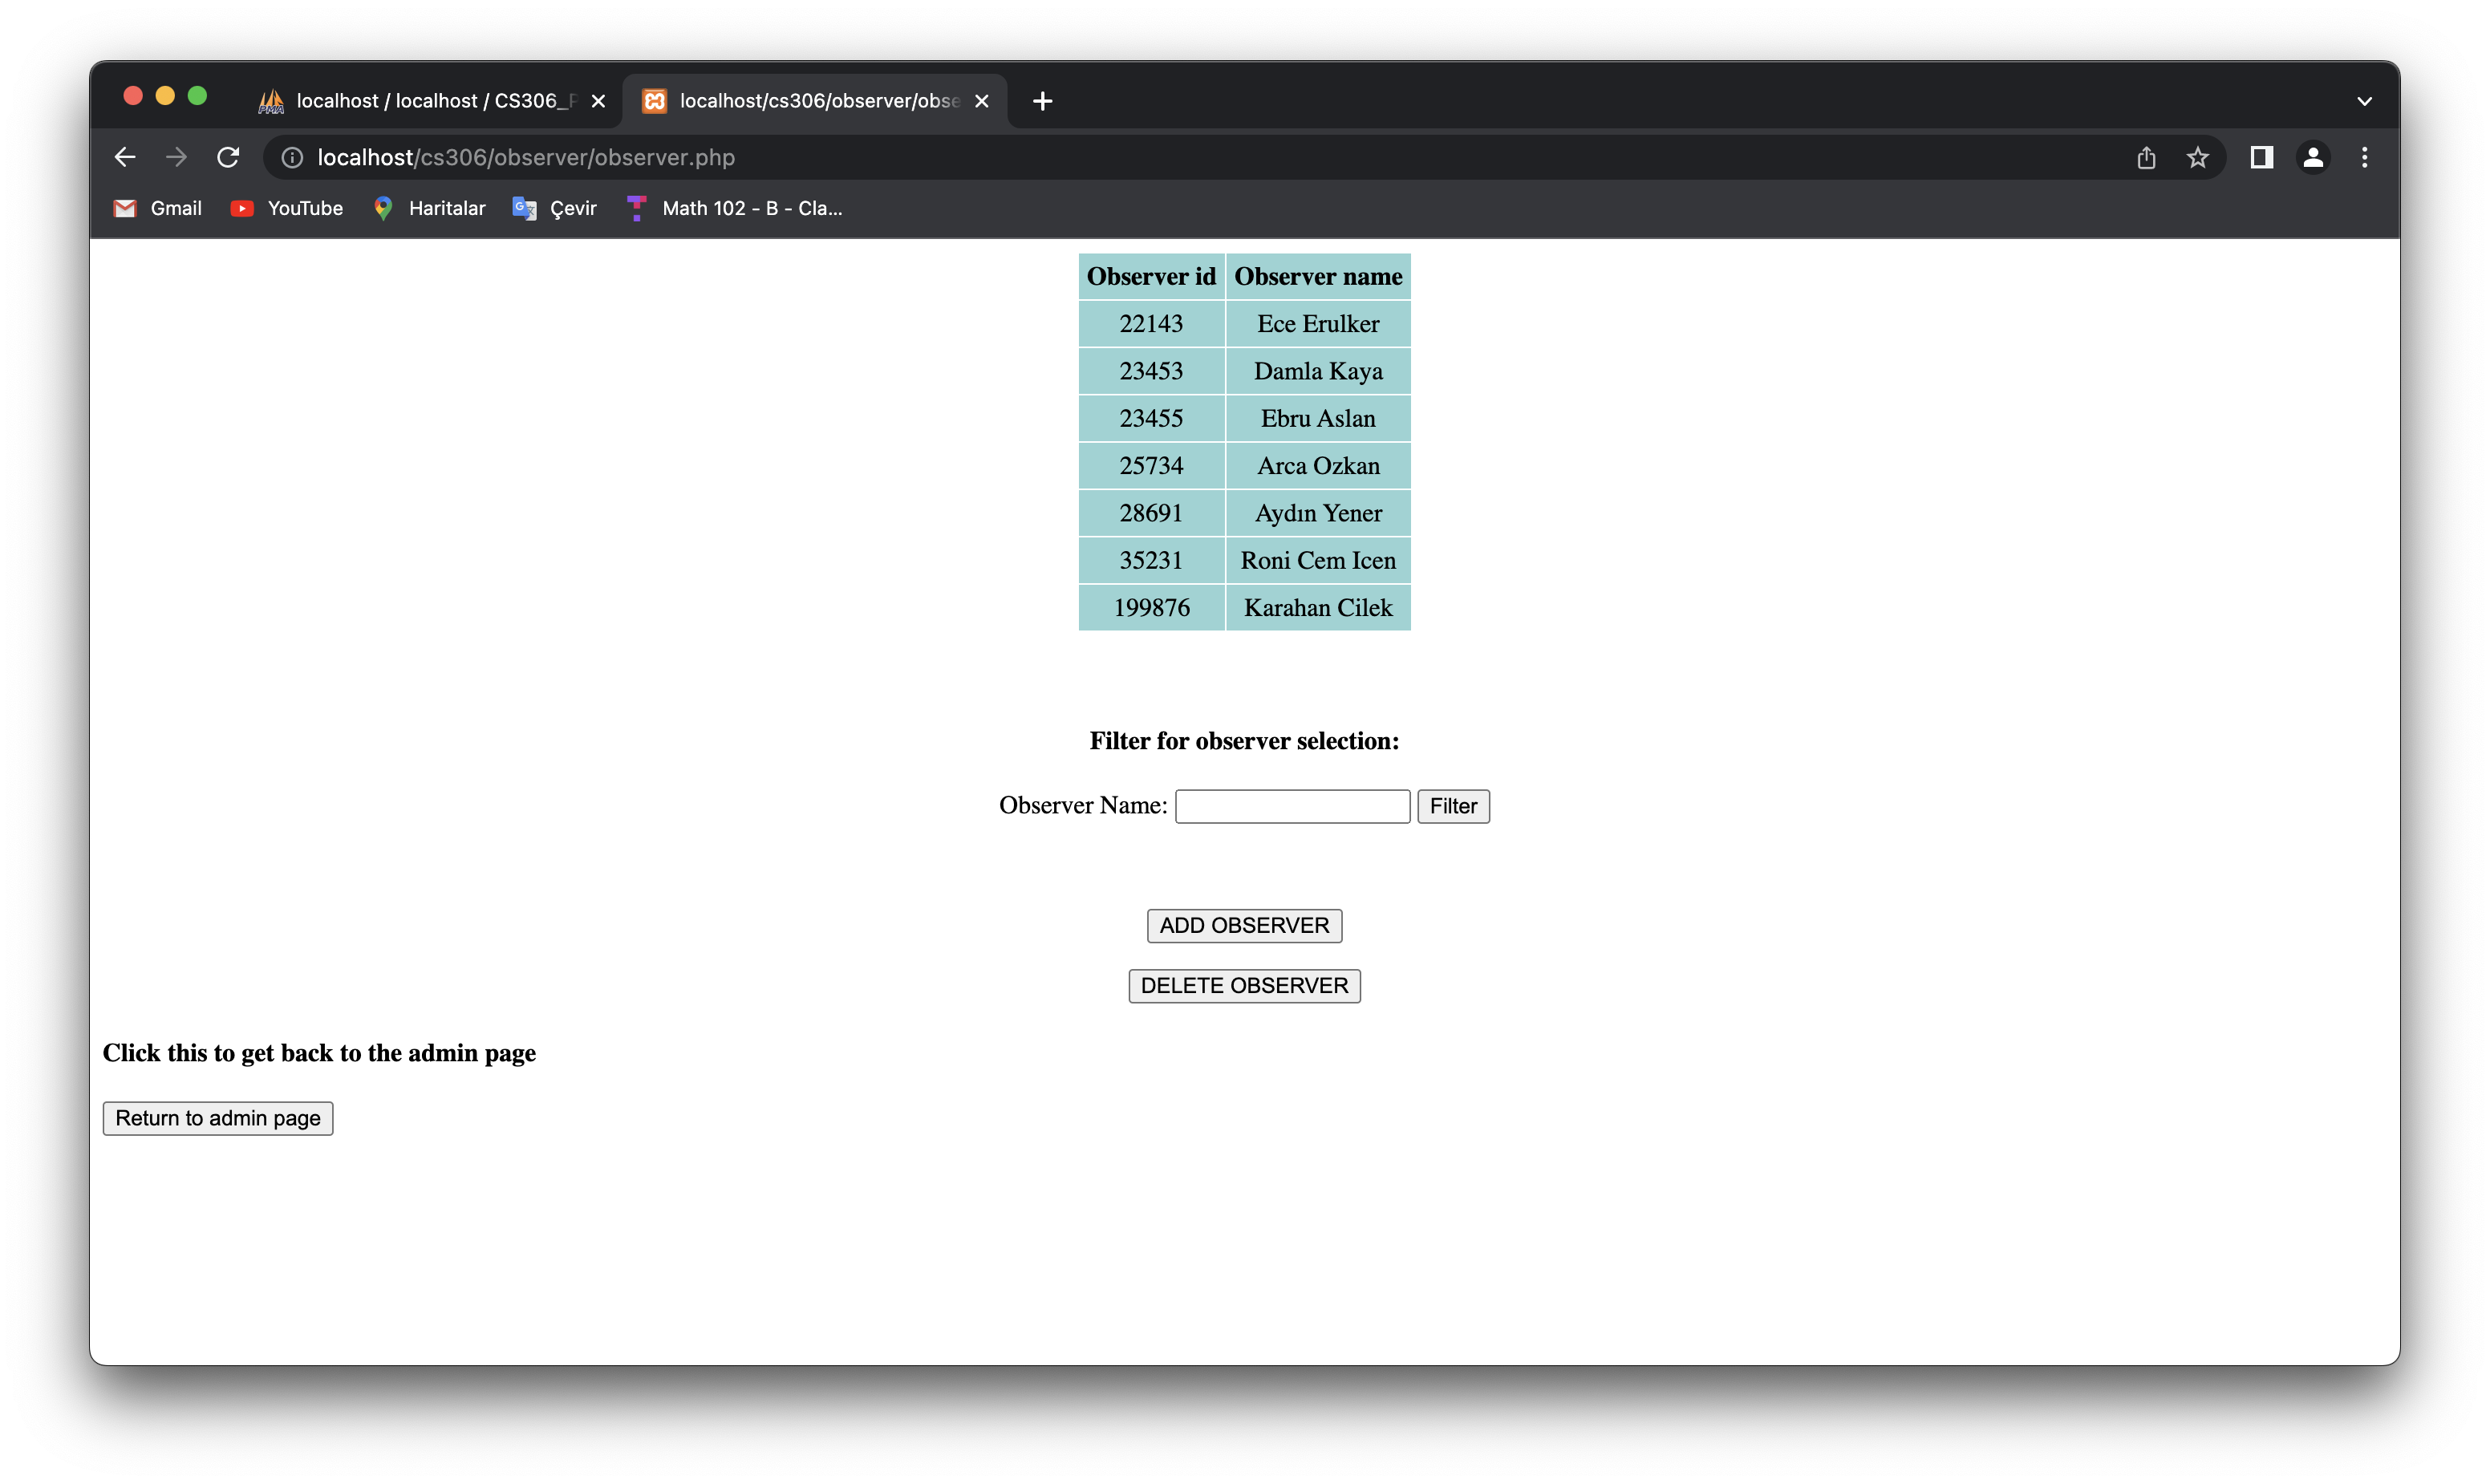 localhost / localhost / CS306_P
localhost/cs306/observer/obse
localhost/cs306/observer/observer.php
Gmail YouTube Haritalar Çevir Math 102 - B - Cla...
Observer id Observer name
22143 Ece Erulker
23453 Damla Kaya
23455 Ebru Aslan
25734 Arca Ozkan
28691 Aydın Yener
35231 Roni Cem Icen
199876 Karahan Cilek
Filter for observer selection:
Observer Name: Filter
ADD OBSERVER
DELETE OBSERVER
Click this to get back to the admin page
Return to admin page